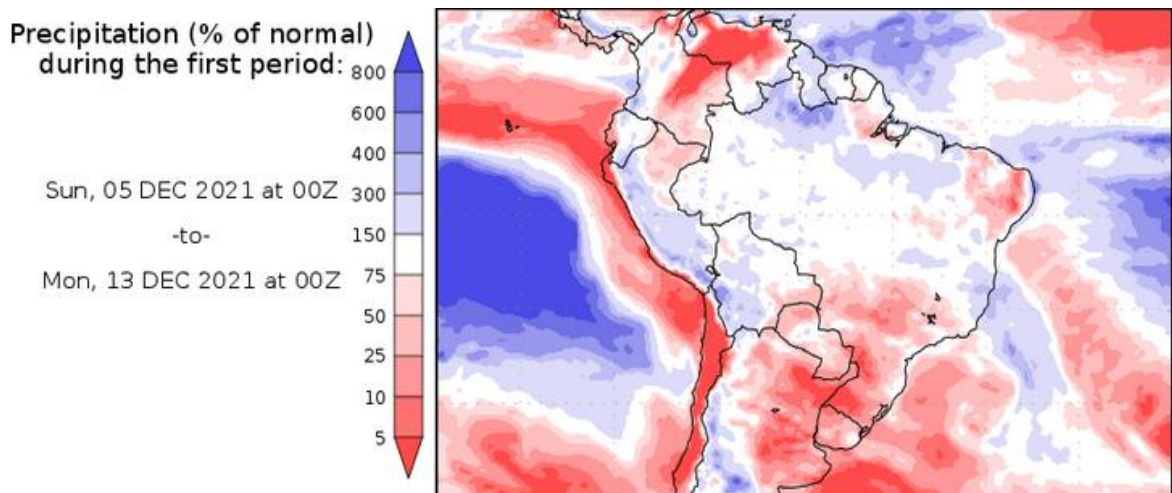 Precipitation (% of normal)
during the first period:
Sun, 05 DEC 2021 at 00Z
-to-
Mon, 13 DEC 2021 at 00Z
800
600
400
300
150
75
50
25
10
5